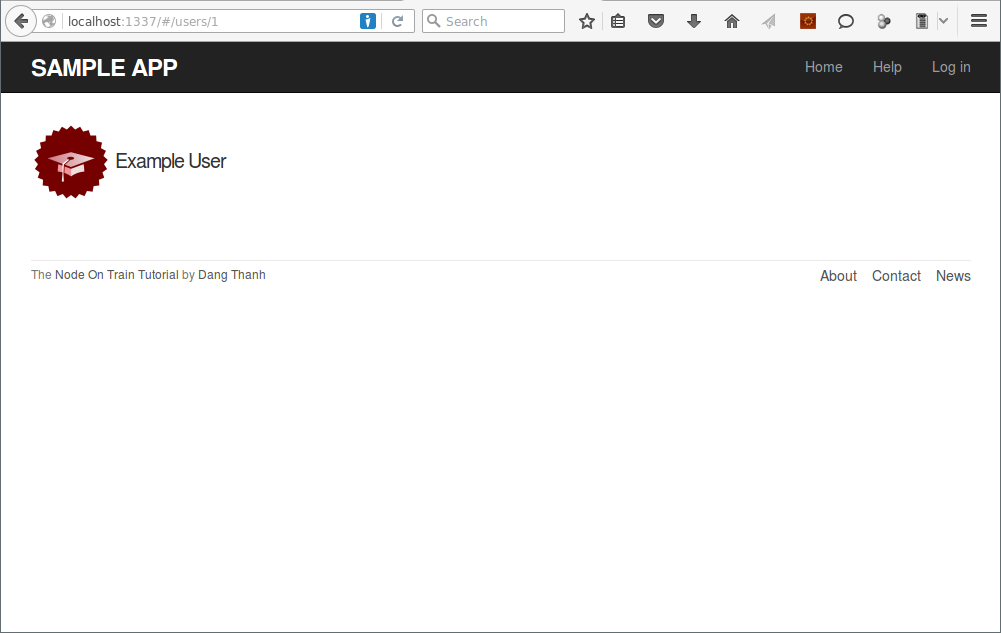 localhost:1337/#/users/1
Search
SAMPLE APP
Home Help Log in
Example User
The Node On Train Tutorial by Dang Thanh
About Contact News